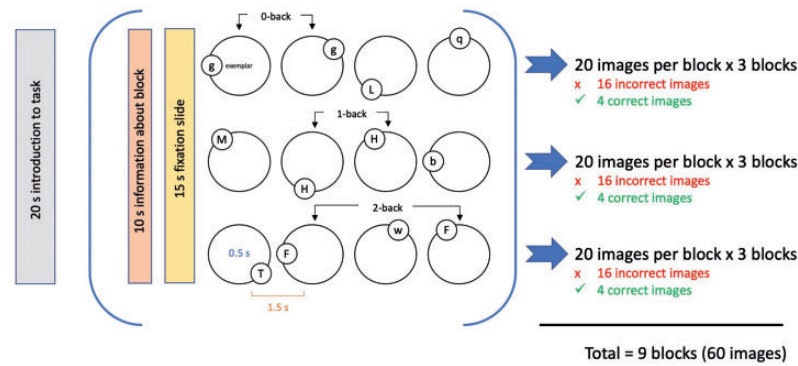 20 s introduction to task
10 s information about block
15 s fixation slide
0-back
g
exemplar
g
L
q
20 images per block x 3 blocks
x 16 incorrect images
✓ 4 correct images
1-back
M
H
H
b
20 images per block x 3 blocks
x 16 incorrect images
✓ 4 correct images
2-back
0.5 s
T
F
w
F
1.5 s
20 images per block x 3 blocks
x 16 incorrect images
✓ 4 correct images
Total = 9 blocks (60 images)